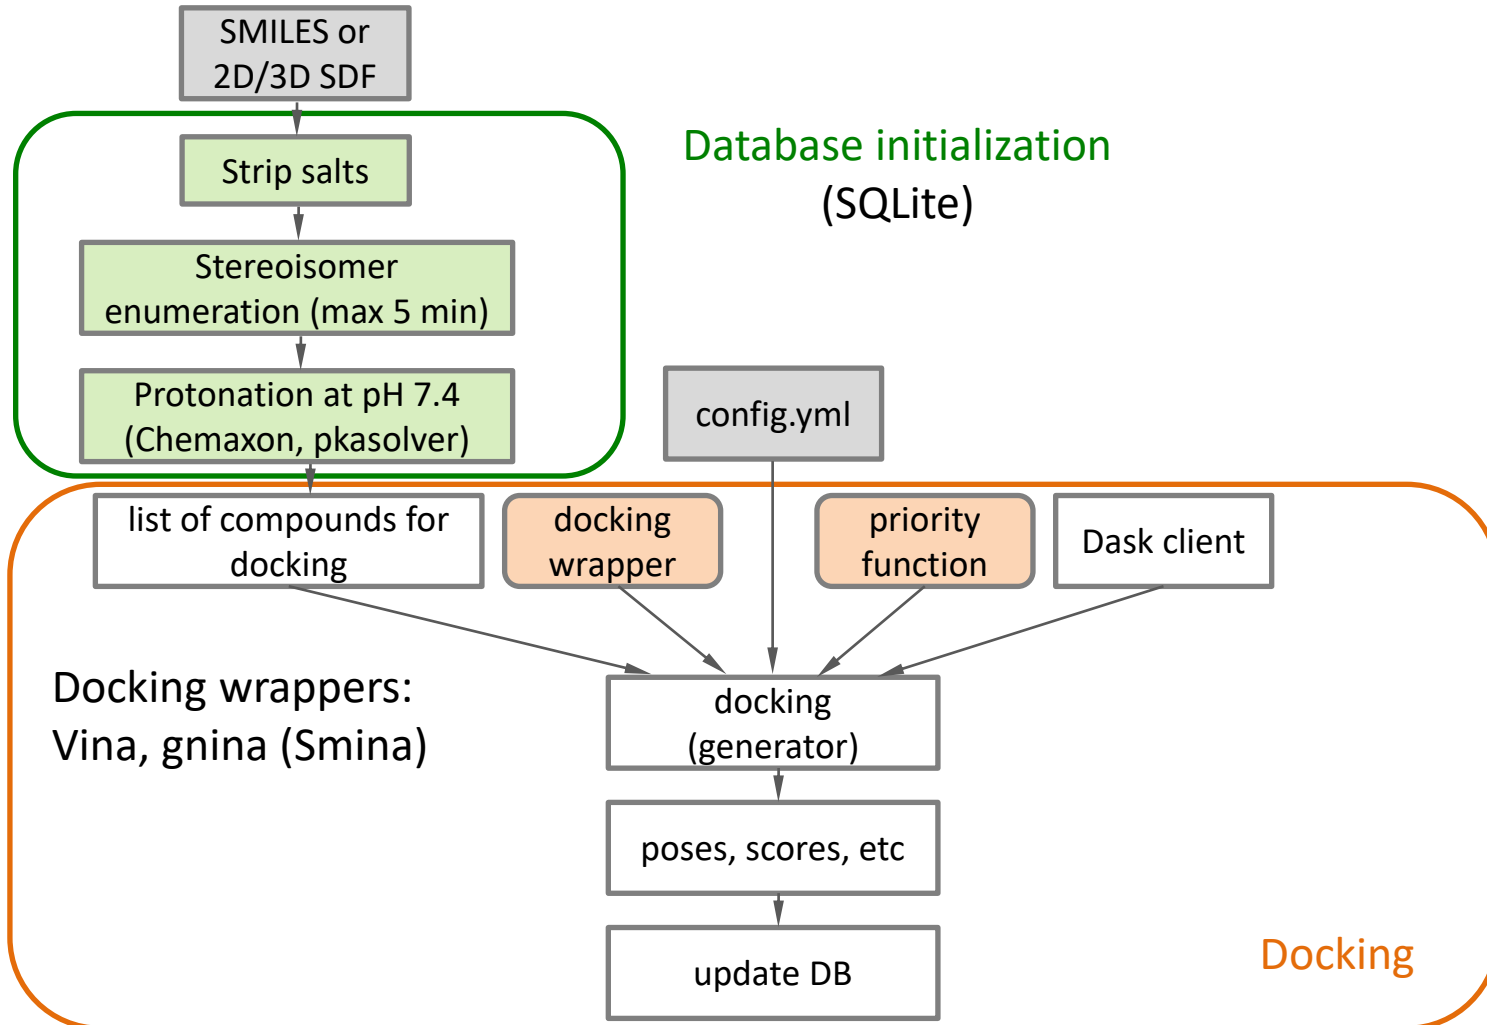 SMILES or
2D/3D SDF
Strip salts
Database initialization
(SQLite)
Stereoisomer
enumeration (max 5 min)
Protonation at pH 7.4
(Chemaxon, pkasolver)
config.yml
list of compounds for
docking
docking
wrapper
priority
function
Dask client
Docking wrappers:
Vina, gnina (Smina)
docking
(generator)
poses, scores, etc
update DB
Docking